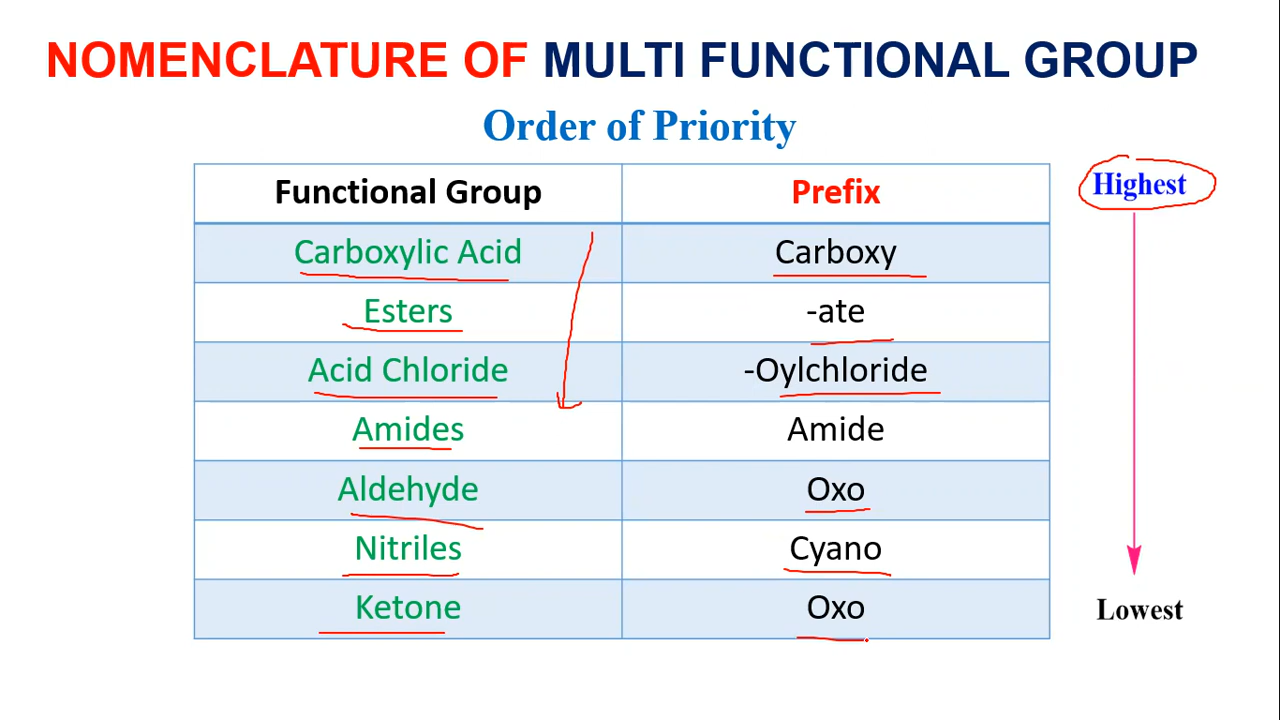 NOMENCLATURE OF MULTI FUNCTIONAL GROUP
Order of Priority
Functional Group Prefix Highest
Carboxylic Acid Carboxy
Esters -ate
Acid Chloride -Oylchloride
Amides Amide
Aldehyde Oxo
Nitriles Cyano
Ketone Oxo Lowest